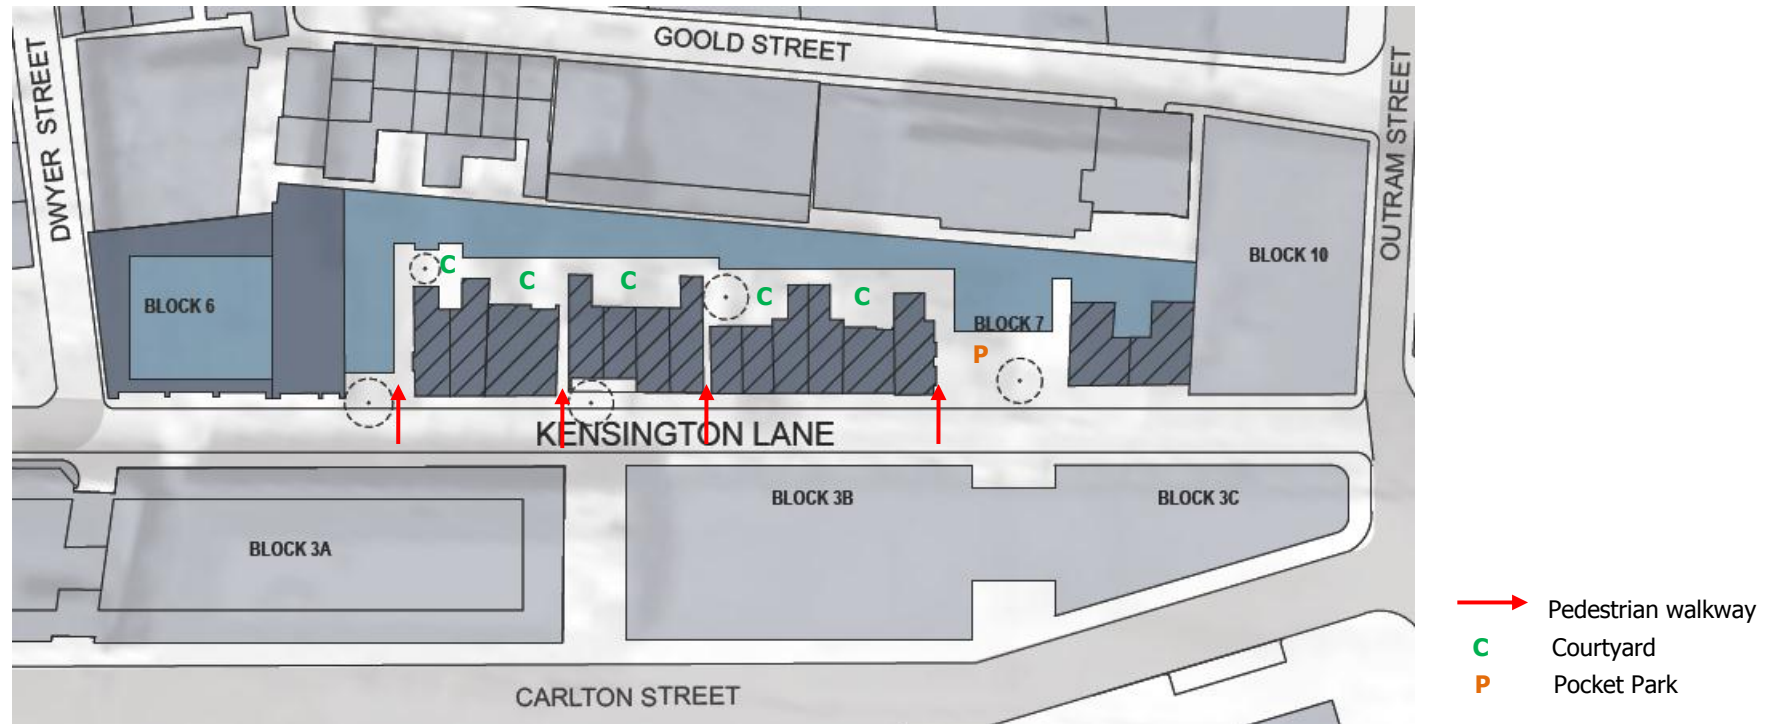 GOOLD STREET
DWYER STREET
OUTRAM STREET
BLOCK 10
C
C
C
C
C
BLOCK 6
BLOCK 7
P
KENSINGTON LANE
BLOCK 3B
BLOCK 3C
BLOCK 3A
CARLTON STREET
Pedestrian walkway
C Courtyard
P Pocket Park